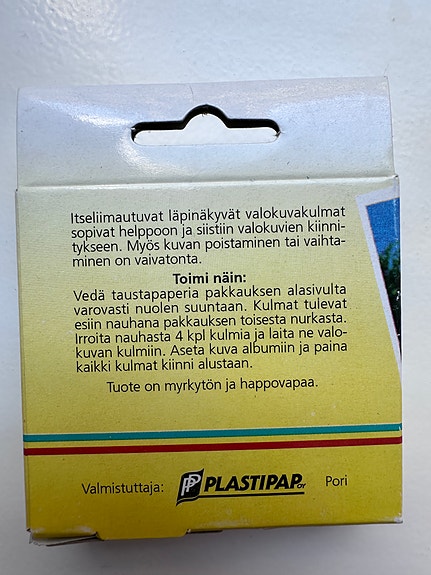 Itseliimautuvat läpinäkyvät valokuvakulmat
sopivat helppoon ja siistiin valokuvien kiinni-
tykseen. Myös kuvan poistaminen tai vaihta-
minen on vaivatonta.
Toimi näin:
Vedä taustapaperia pakkauksen alasivulta
varovasti nuolen suuntaan. Kulmat tulevat
esiin nauhana pakkauksen toisesta nurkasta.
Irroita nauhasta 4 kpl kulmia ja laita ne valo-
kuvan kulmiin. Aseta kuva albumiin ja paina
kaikki kulmat kiinni alustaan.
Tuote on myrkytön ja happovapaa.
Valmistuttaja: PP PLASTIPAP OY Pori